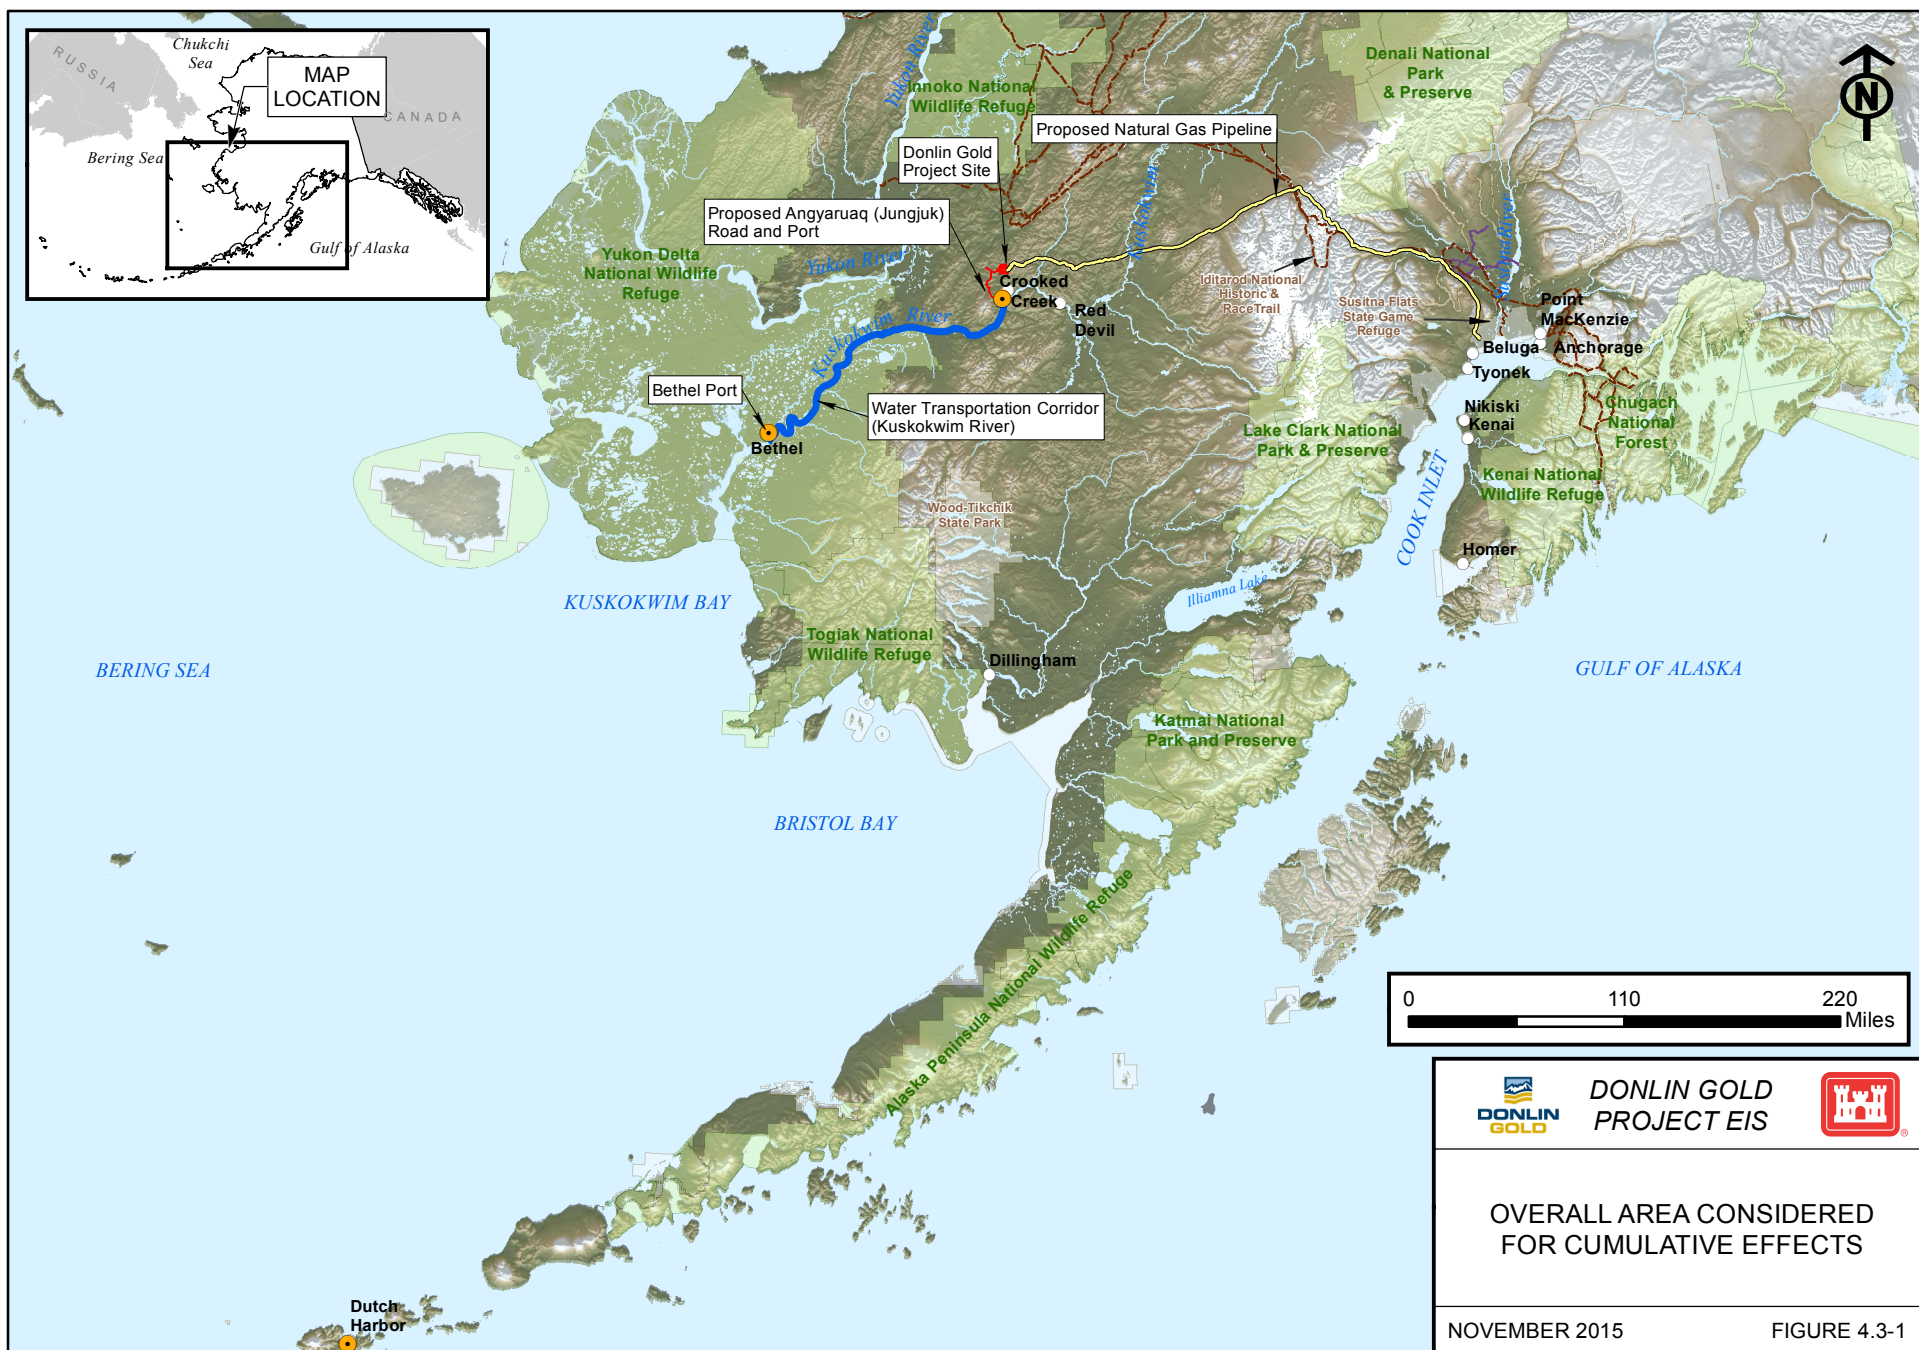 Chukchi
Sea
RUSSIA
MAP
LOCATION
CANADA
Bering Sea
Gulf of Alaska
Yukon River
Innoko National
Wildlife Refuge
Denali National
Park
& Preserve
N
Proposed Natural Gas Pipeline
Donlin Gold
Project Site
Proposed Angyaruaq (Jungjuk)
Road and Port
Kuskokwim
Susitna River
Yukon Delta
National Wildlife
Refuge
Yukon River
Crooked
Creek
Red
Devil
Iditarod National
Historic &
RaceTrail
Susitna Flats
State Game
Refuge
Point
MacKenzie
Anchorage
Beluga
Tyonek
Kuskokwim River
Bethel Port
Bethel
Water Transportation Corridor
(Kuskokwim River)
Nikiski
Kenai
Chugach
National
Forest
Lake Clark National
Park & Preserve
Kenai National
Wildlife Refuge
COOK INLET
Homer
Wood-Tikchik
State Park
Illiamna Lake
KUSKOKWIM BAY
Togiak National
Wildlife Refuge
Dillingham
BERING SEA
GULF OF ALASKA
Katmai National
Park and Preserve
BRISTOL BAY
Alaska Peninsula National Wildlife Refuge
0 110 220
Miles
DONLIN
GOLD
DONLIN GOLD
PROJECT EIS
®
OVERALL AREA CONSIDERED
FOR CUMULATIVE EFFECTS
Dutch
Harbor
NOVEMBER 2015 FIGURE 4.3-1